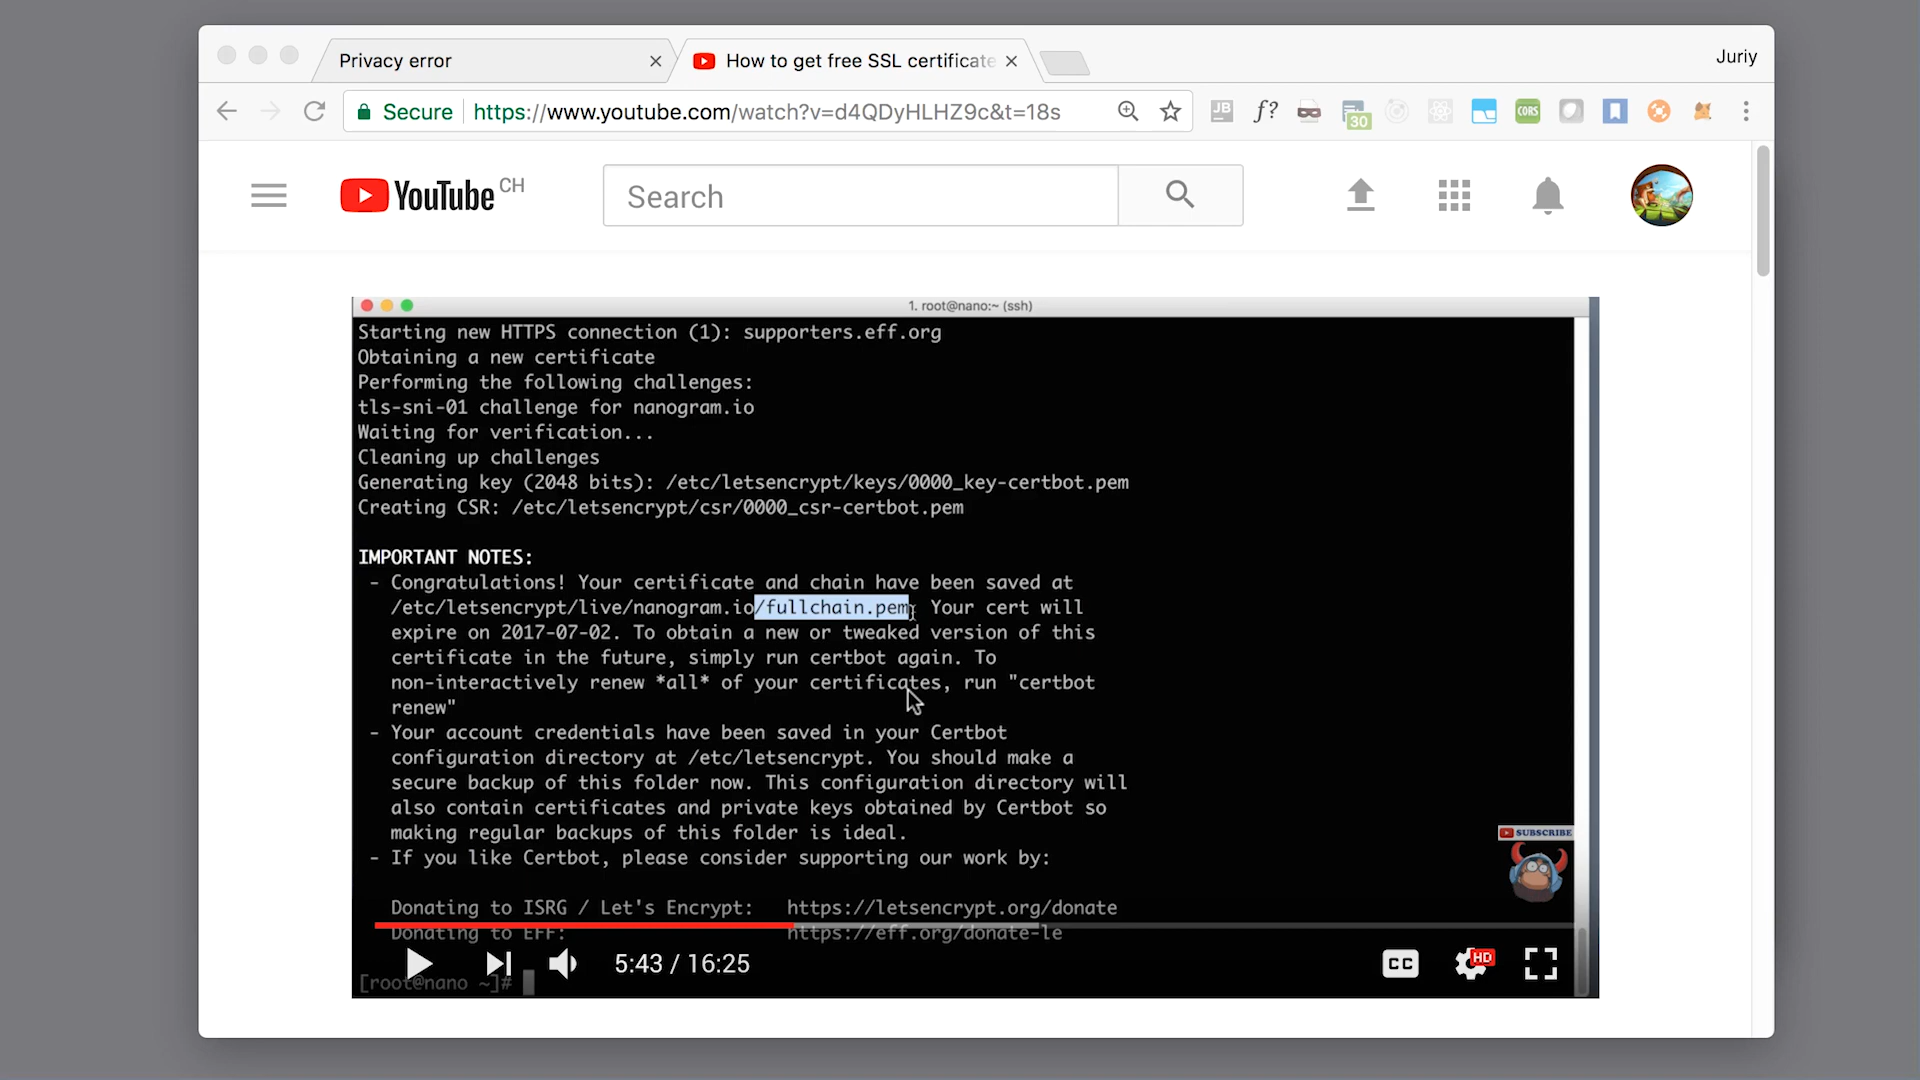 Privacy error
How to get free SSL certificate
Juriy
Secure
https://www.youtube.com/watch?v=d4QDyHLHZ9c&t=18s
JB
f?
30
CORS
YouTube CH
Search
1. root@nano:~ (ssh)
Starting new HTTPS connection (1): supporters.eff.org
Obtaining a new certificate
Performing the following challenges:
tls-sni-01 challenge for nanogram.io
Waiting for verification...
Cleaning up challenges
Generating key (2048 bits): /etc/letsencrypt/keys/0000_key-certbot.pem
Creating CSR: /etc/letsencrypt/csr/0000_csr-certbot.pem
IMPORTANT NOTES:
- Congratulations! Your certificate and chain have been saved at
/etc/letsencrypt/live/nanogram.io/fullchain.pem. Your cert will
expire on 2017-07-02. To obtain a new or tweaked version of this
certificate in the future, simply run certbot again. To
non-interactively renew *all* of your certificates, run "certbot
renew"
- Your account credentials have been saved in your Certbot
configuration directory at /etc/letsencrypt. You should make a
secure backup of this folder now. This configuration directory will
also contain certificates and private keys obtained by Certbot so
making regular backups of this folder is ideal.
- If you like Certbot, please consider supporting our work by:
SUBSCRIBE
Donating to ISRG / Let's Encrypt: https://letsencrypt.org/donate
Donating to EFF: https://eff.org/donate-le
5:43 / 16:25
CC
HD
[root@nano ~]#